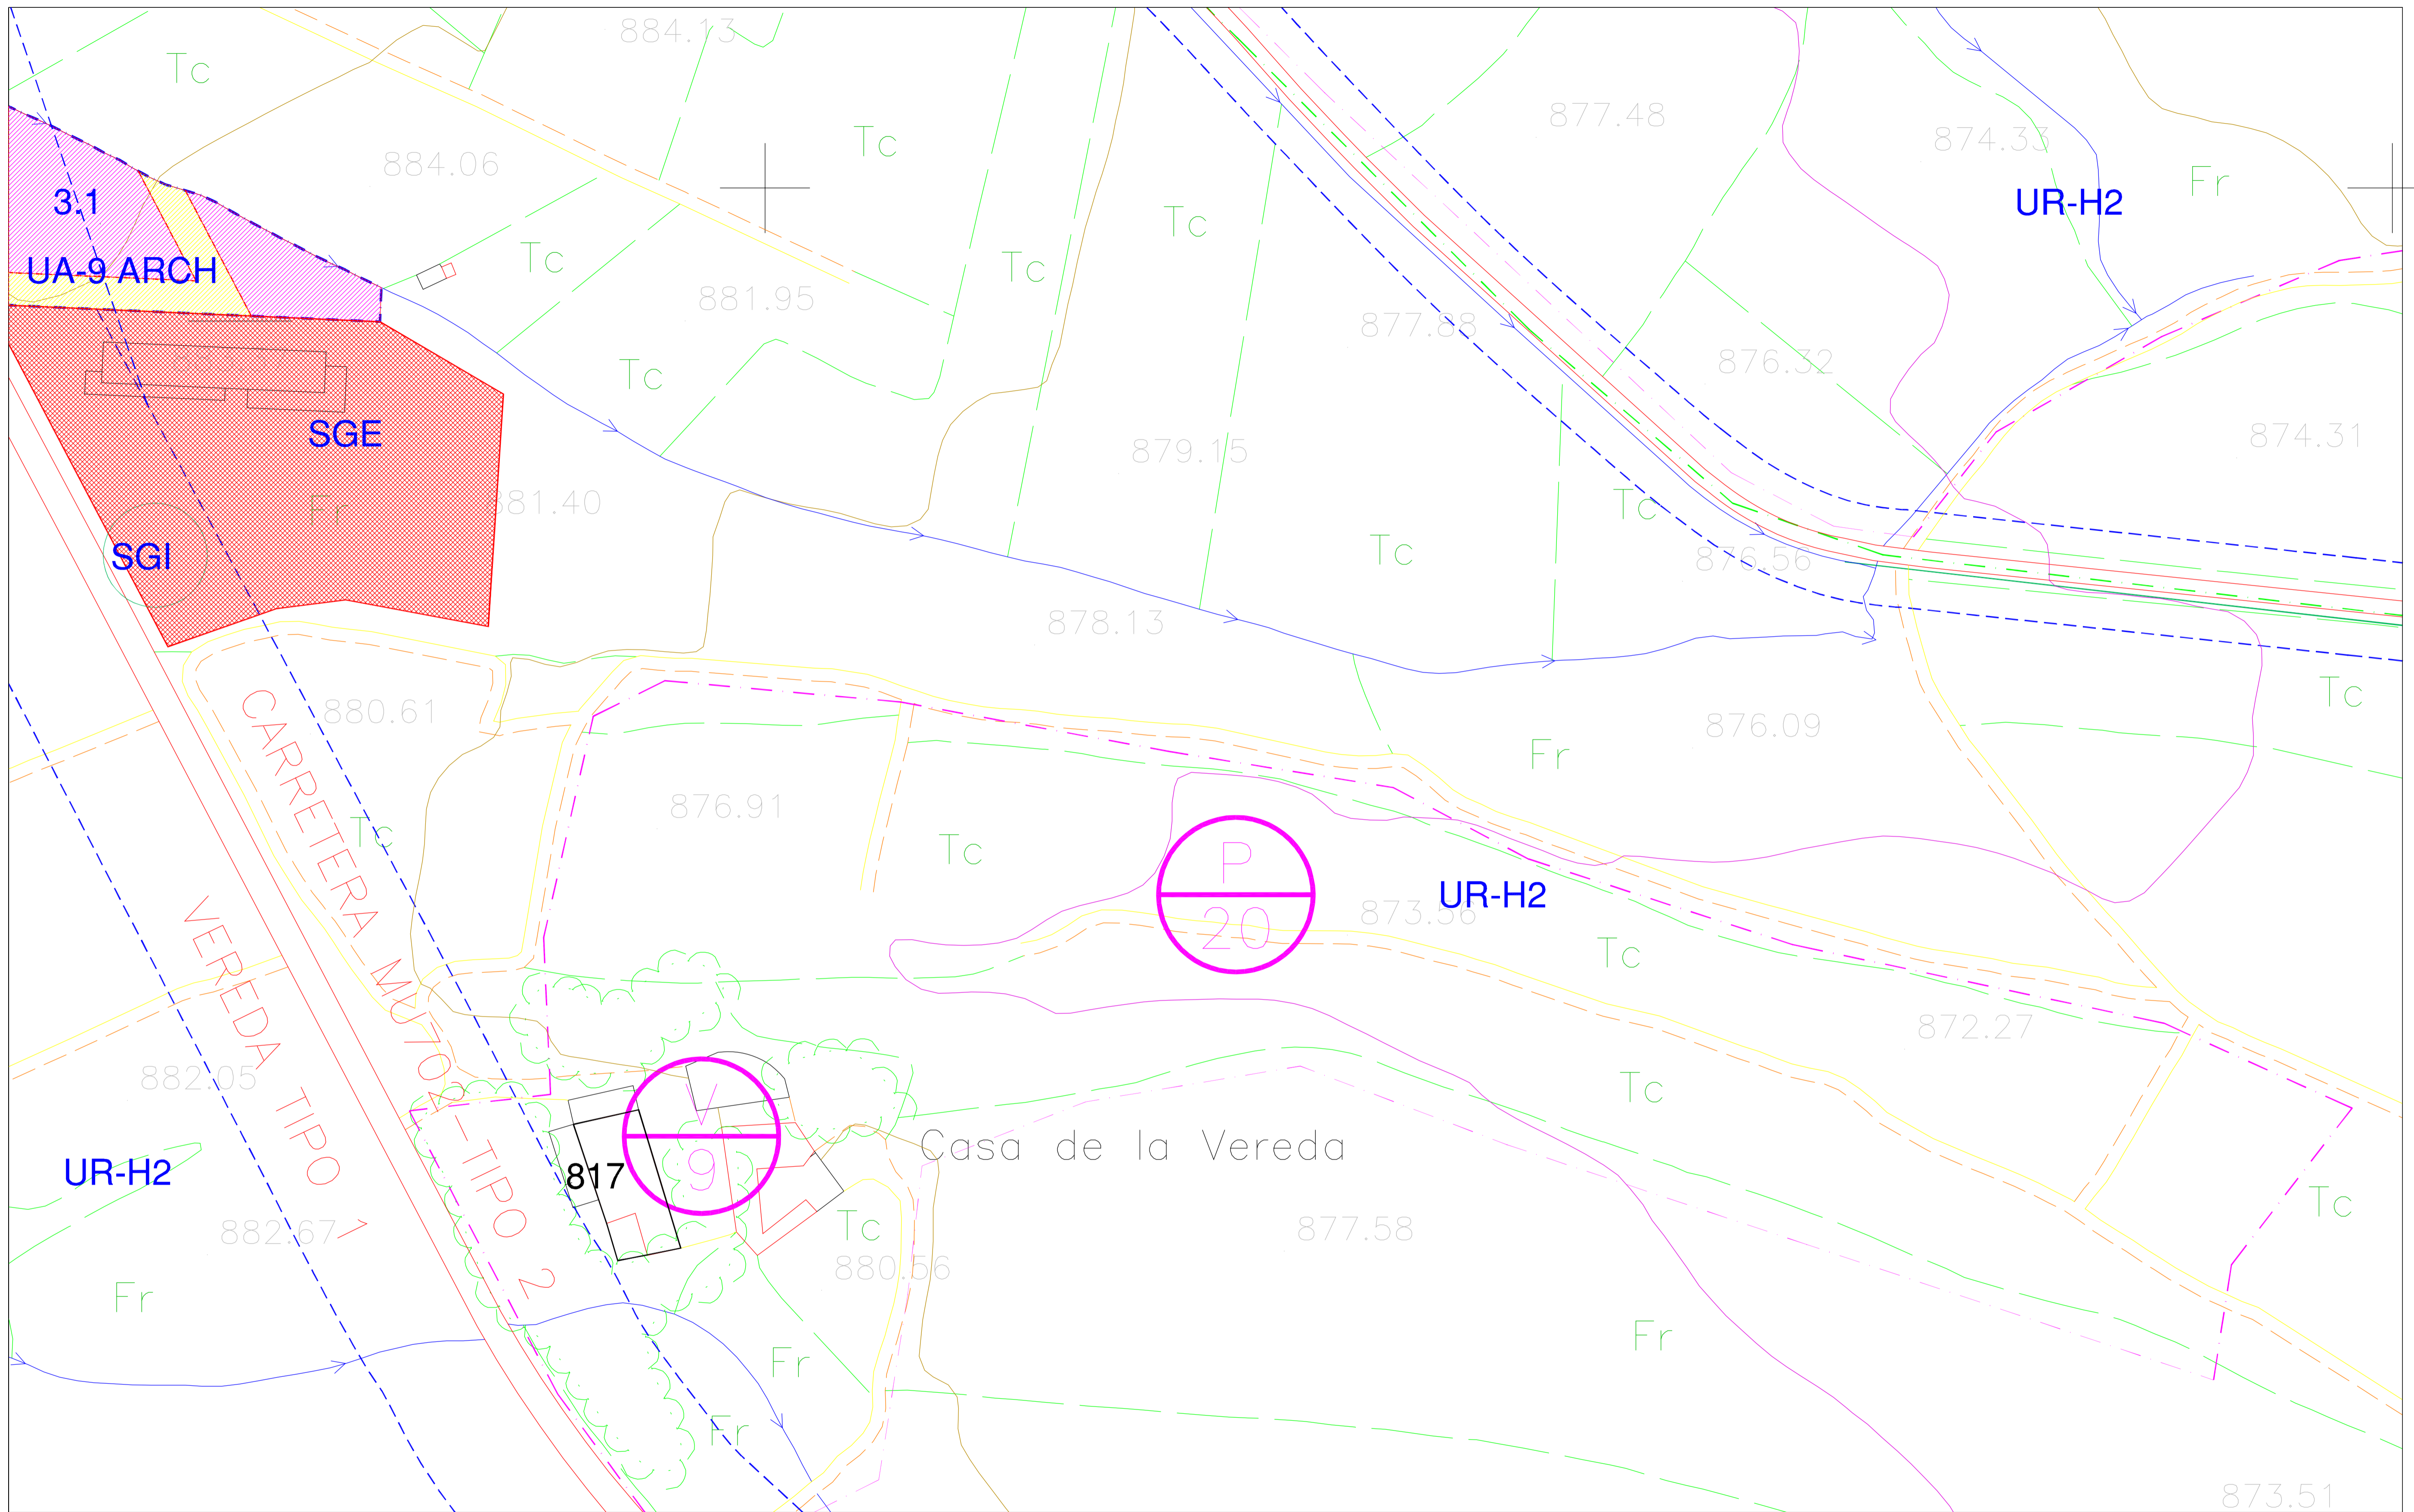 884.13
Tc
877.48
874.33
Tc
884.06
Fr
3.1
UR-H2
Tc
Tc
Tc
UA-9 ARCH
881.95
877.88
876.32
Tc
SGE
874.31
879.15
881.40
Fr
Tc
Tc
SGI
876.56
878.13
Tc
880.61
876.09
Fr
876.91
Tc
Tc
P
20
UR-H2
873.56
Tc
CARRETERA M-702-TIPO 2
VEREDA TIPO 1
872.27
882.05
Tc
V
9
Casa de la Vereda
UR-H2
817
Tc
Tc
882.67
877.58
880.56
Fr
Fr
Fr
Fr
873.51